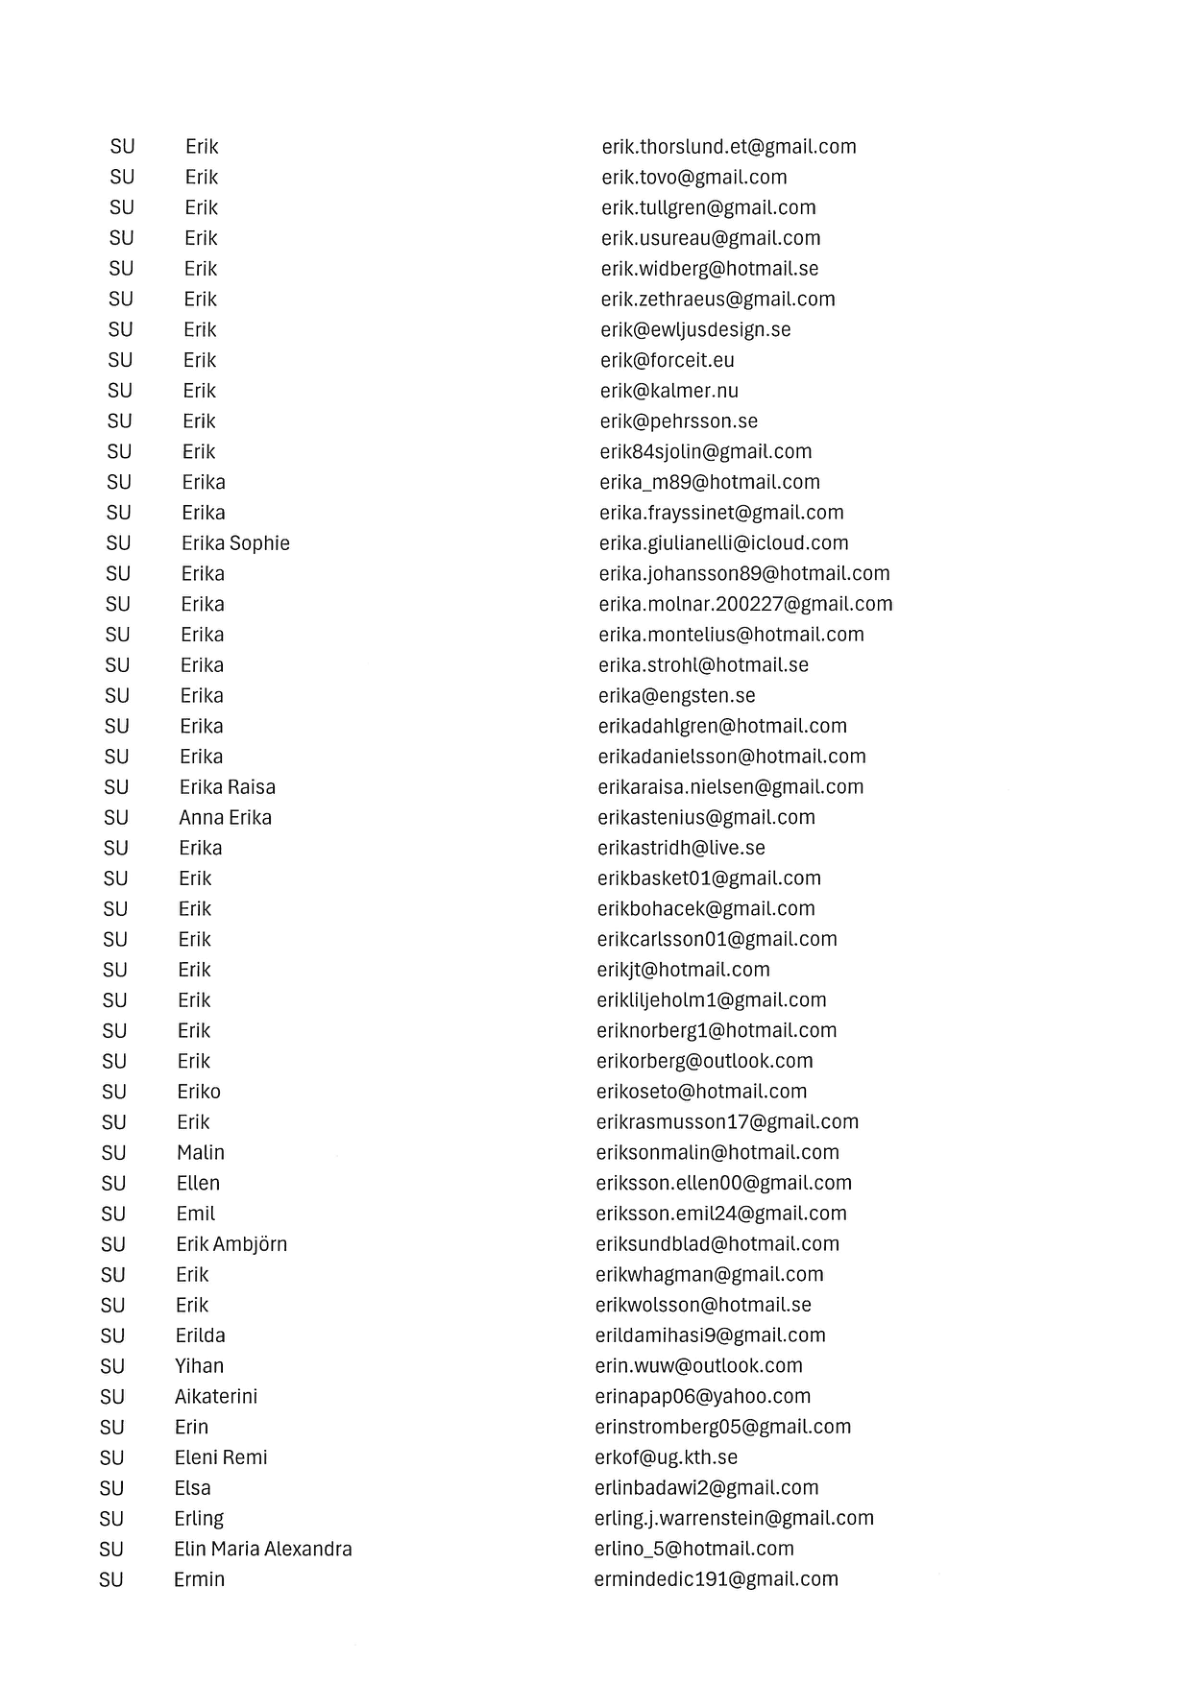 SU Erik erik.thorslund.et@gmail.com
SU Erik erik.tovo@gmail.com
SU Erik erik.tullgren@gmail.com
SU Erik erik.usureau@gmail.com
SU Erik erik.widberg@hotmail.se
SU Erik erik.zethraeus@gmail.com
SU Erik erik@ewljusdesign.se
SU Erik erik@forceit.eu
SU Erik erik@kalmer.nu
SU Erik erik@pehrsson.se
SU Erik erik84sjolin@gmail.com
SU Erika erika_m89@hotmail.com
SU Erika erika.frayssinet@gmail.com
SU Erika Sophie erika.giulianelli@icloud.com
SU Erika erika.johansson89@hotmail.com
SU Erika erika.molnar.200227@gmail.com
SU Erika erika.montelius@hotmail.com
SU Erika erika.strohl@hotmail.se
SU Erika erika@engsten.se
SU Erika erikadahlgren@hotmail.com
SU Erika erikadanielsson@hotmail.com
SU Erika Raisa erikaraisa.nielsen@gmail.com
SU Anna Erika erikastenius@gmail.com
SU Erika erikastridh@live.se
SU Erik erikbasket01@gmail.com
SU Erik erikbohacek@gmail.com
SU Erik erikcarlsson01@gmail.com
SU Erik erikjt@hotmail.com
SU Erik erikliljeholm1@gmail.com
SU Erik eriknorberg1@hotmail.com
SU Erik erikorberg@outlook.com
SU Eriko erikoseto@hotmail.com
SU Erik erikrasmusson17@gmail.com
SU Malin eriksonmalin@hotmail.com
SU Ellen eriksson.ellen00@gmail.com
SU Emil eriksson.emil24@gmail.com
SU Erik Ambjörn eriksundblad@hotmail.com
SU Erik erikwhagman@gmail.com
SU Erik erikwolsson@hotmail.se
SU Erilda erildamihasi9@gmail.com
SU Yihan erin.wuw@outlook.com
SU Aikaterini erinapap06@yahoo.com
SU Erin erinstromberg05@gmail.com
SU Eleni Remi erkof@ug.kth.se
SU Elsa erlinbadawi2@gmail.com
SU Erling erling.j.warrenstein@gmail.com
SU Elin Maria Alexandra erlino_5@hotmail.com
SU Ermin ermindedic191@gmail.com